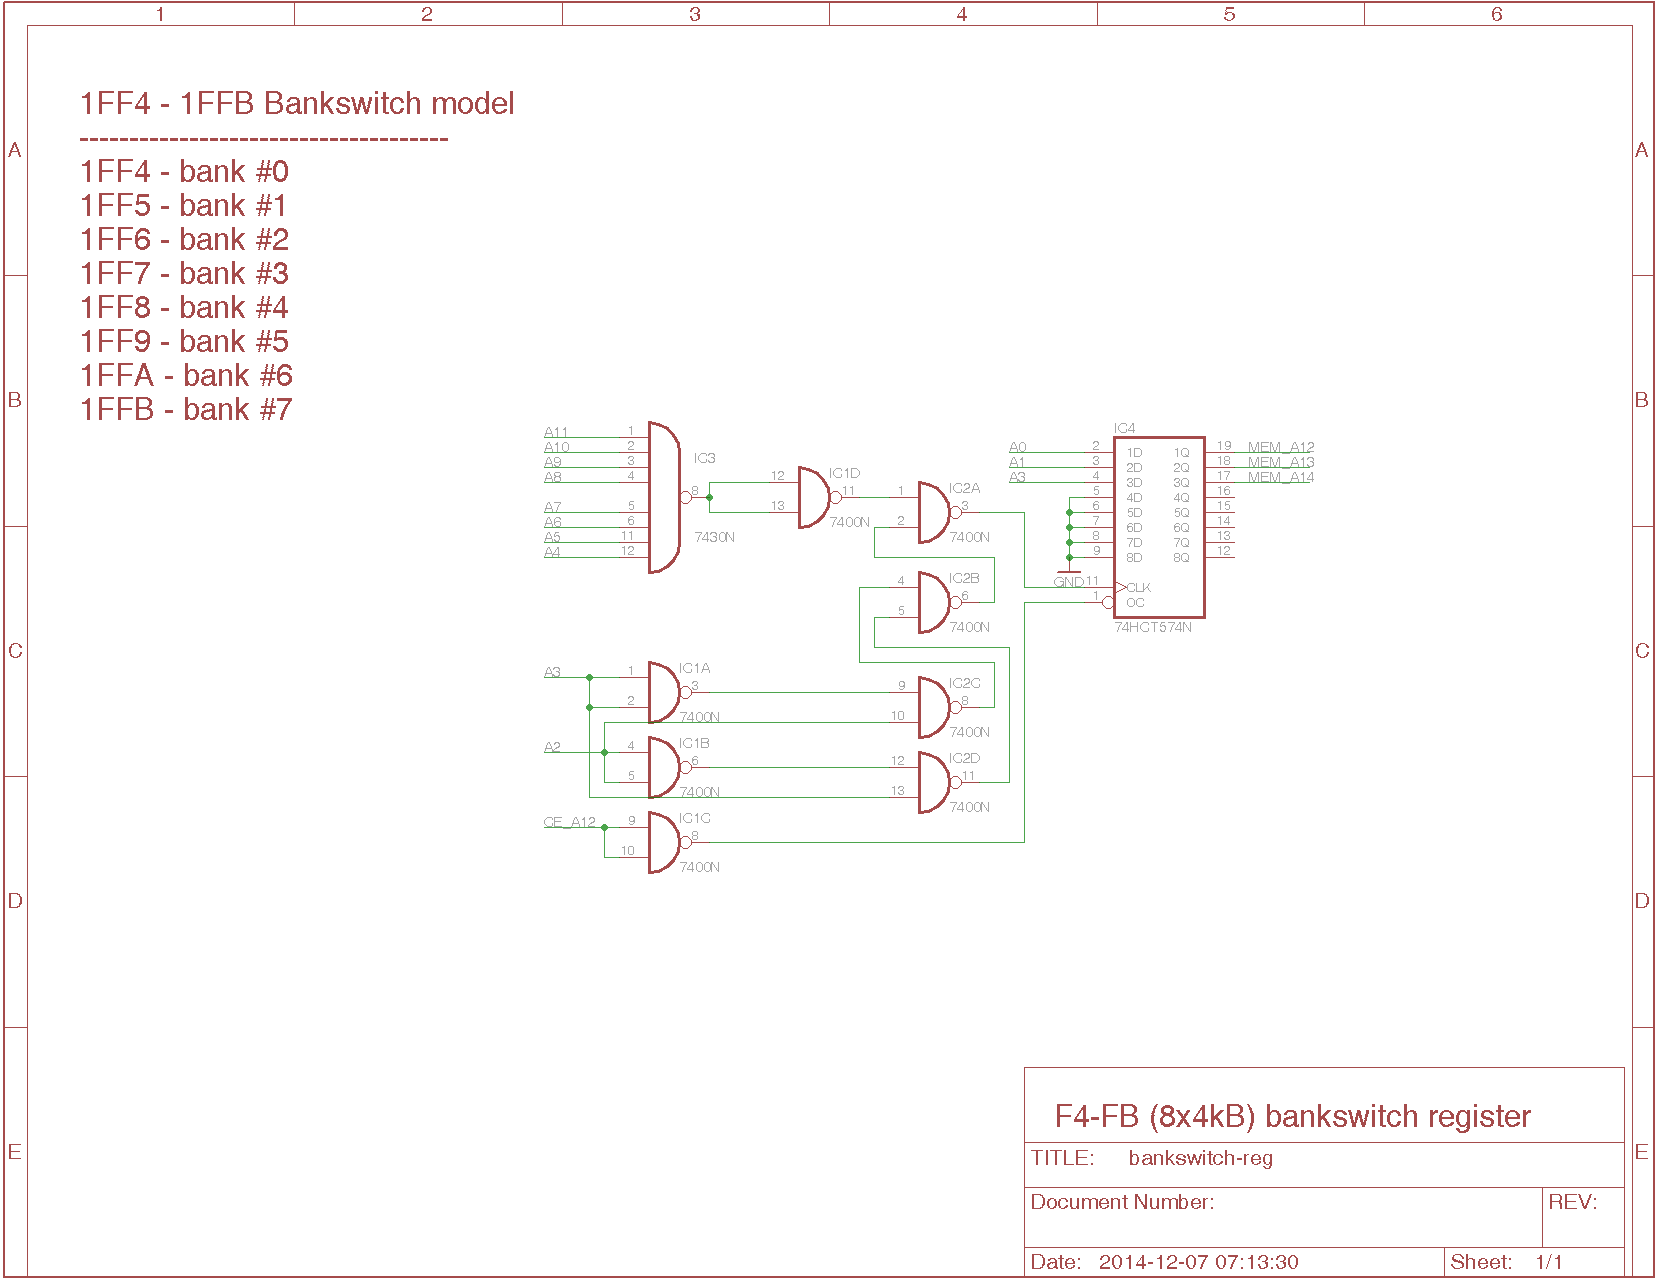 1 2 3 4 5 6
A A
B B
C C
D D
E E
1FF4 - 1FFB Bankswitch model
-------------------------------------
1FF4 - bank #0
1FF5 - bank #1
1FF6 - bank #2
1FF7 - bank #3
1FF8 - bank #4
1FF9 - bank #5
1FFA - bank #6
1FFB - bank #7
A11 1
A10 2
A9 3
A8 4
A7 5
A6 6
A5 11
A4 12
IC3
8
7430N
12
13
IC1D
11
7400N
1
2
IC2A
3
7400N
4
5
IC2B
6
7400N
A3 1
2
IC1A
3
7400N
9
10
IC2C
8
7400N
A2 4
5
IC1B
6
7400N
12
13
IC2D
11
7400N
CE_A12 9
10
IC1C
8
7400N
IC4
A0 2 1D 1Q 19 MEM_A12
A1 3 2D 2Q 18 MEM_A13
A3 4 3D 3Q 17 MEM_A14
5 4D 4Q 16
6 5D 5Q 15
7 6D 6Q 14
8 7D 7Q 13
9 8D 8Q 12
GND 11 CLK
1 OC
74HCT574N
F4-FB (8x4kB) bankswitch register
TITLE: bankswitch-reg
Document Number:
REV:
Date: 2014-12-07 07:13:30
Sheet: 1/1